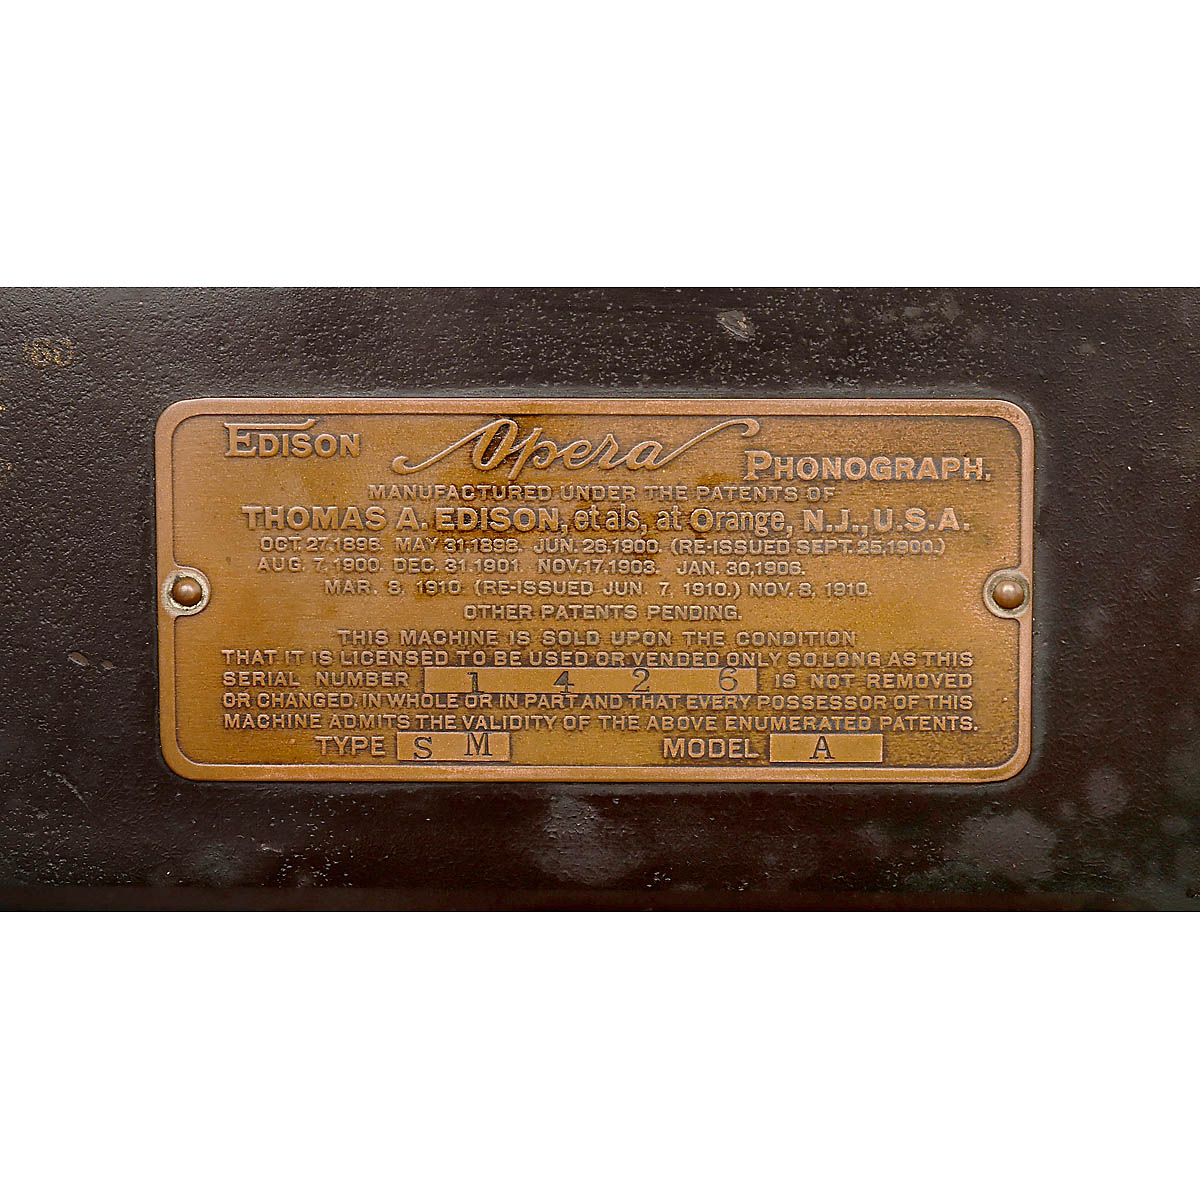 EDISON Opera PHONOGRAPH.
MANUFACTURED UNDER THE PATENTS OF
THOMAS A. EDISON, et als, at Orange, N.J., U.S.A.
OCT. 27, 1896. MAY 31, 1898. JUN. 26, 1900. (RE-ISSUED SEPT. 25, 1900.)
AUG. 7, 1900. DEC. 31, 1901. NOV. 17, 1903. JAN. 30, 1906.
MAR. 8, 1910 (RE-ISSUED JUN. 7, 1910.) NOV. 8, 1910.
OTHER PATENTS PENDING.
THIS MACHINE IS SOLD UPON THE CONDITION
THAT IT IS LICENSED TO BE USED OR VENDED ONLY SO LONG AS THIS
SERIAL NUMBER 1426 IS NOT REMOVED
OR CHANGED, IN WHOLE OR IN PART AND THAT EVERY POSSESSOR OF THIS
MACHINE ADMITS THE VALIDITY OF THE ABOVE ENUMERATED PATENTS.
TYPE SM MODEL A